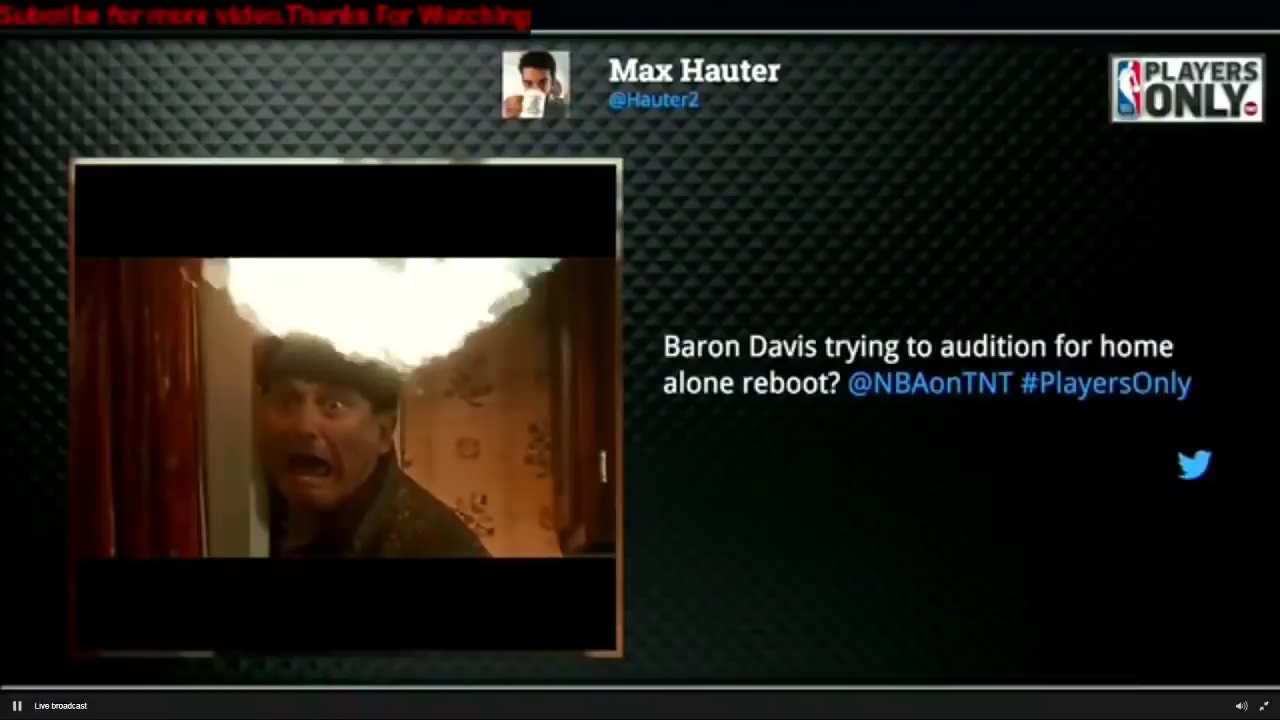 Subcribe for more video.Thanks For Watching
Max Hauter
@Hauter2
PLAYERS
ONLY
Baron Davis trying to audition for home
alone reboot? @NBAonTNT #PlayersOnly
Live broadcast